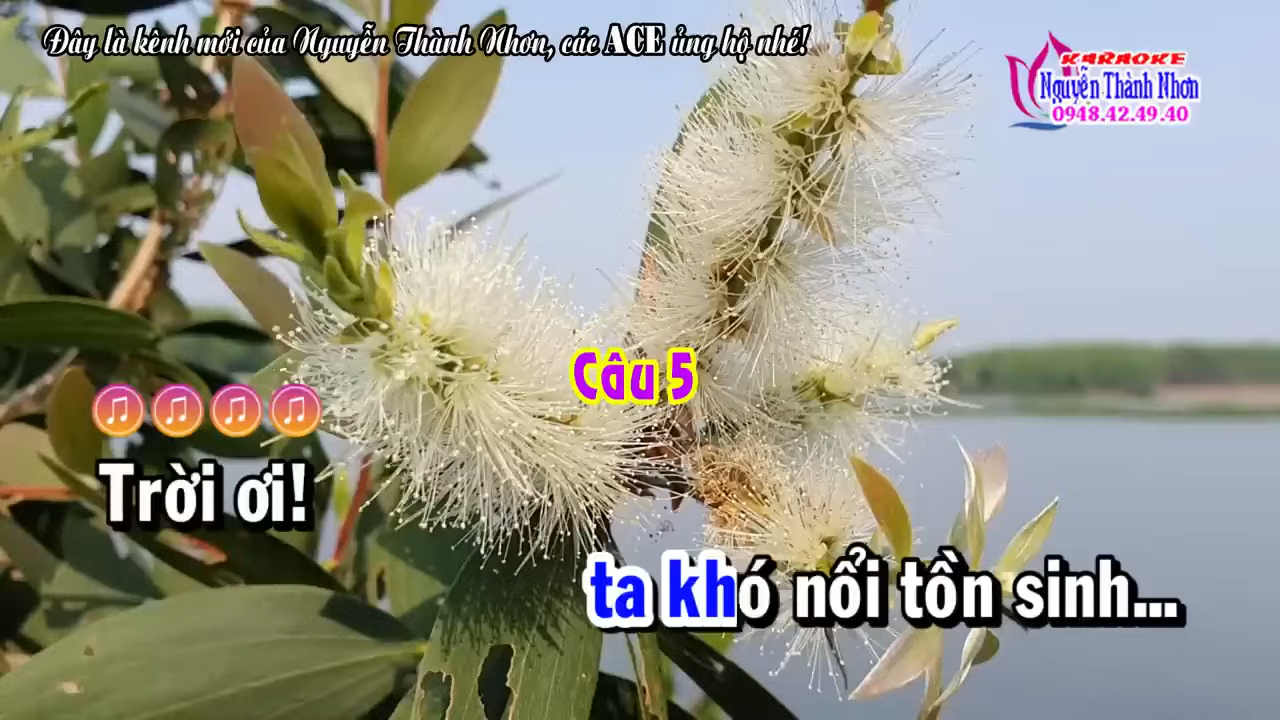 Đây là kênh mới của Nguyễn Thành Nhơn, các ACE ủng hộ nhé!
KARAOKE
Nguyễn Thành Nhơn
0948.42.49.40
Câu 5
Trời ơi!
ta khó nổi tồn sinh...